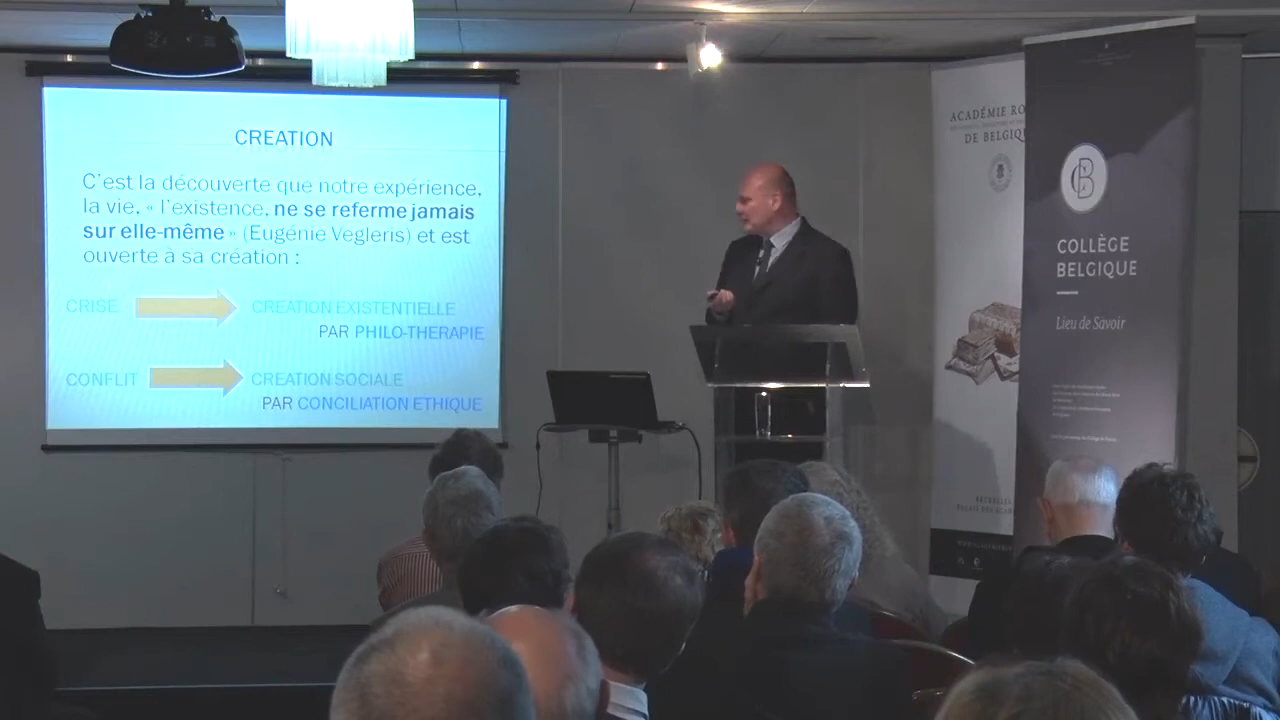 CREATION
C'est la découverte que notre expérience,
la vie, « l'existence, ne se referme jamais
sur elle-même » (Eugénie Vegleris) et est
ouverte à sa création :
CRISE CREATION EXISTENTIELLE
PAR PHILO-THERAPIE
CONFLIT CREATION SOCIALE
PAR CONCILIATION ETHIQUE
ACADÉMIE RO
DE BELGIQU
CB
COLLÈGE
BELGIQUE
Lieu de Savoir
BRUXELLES